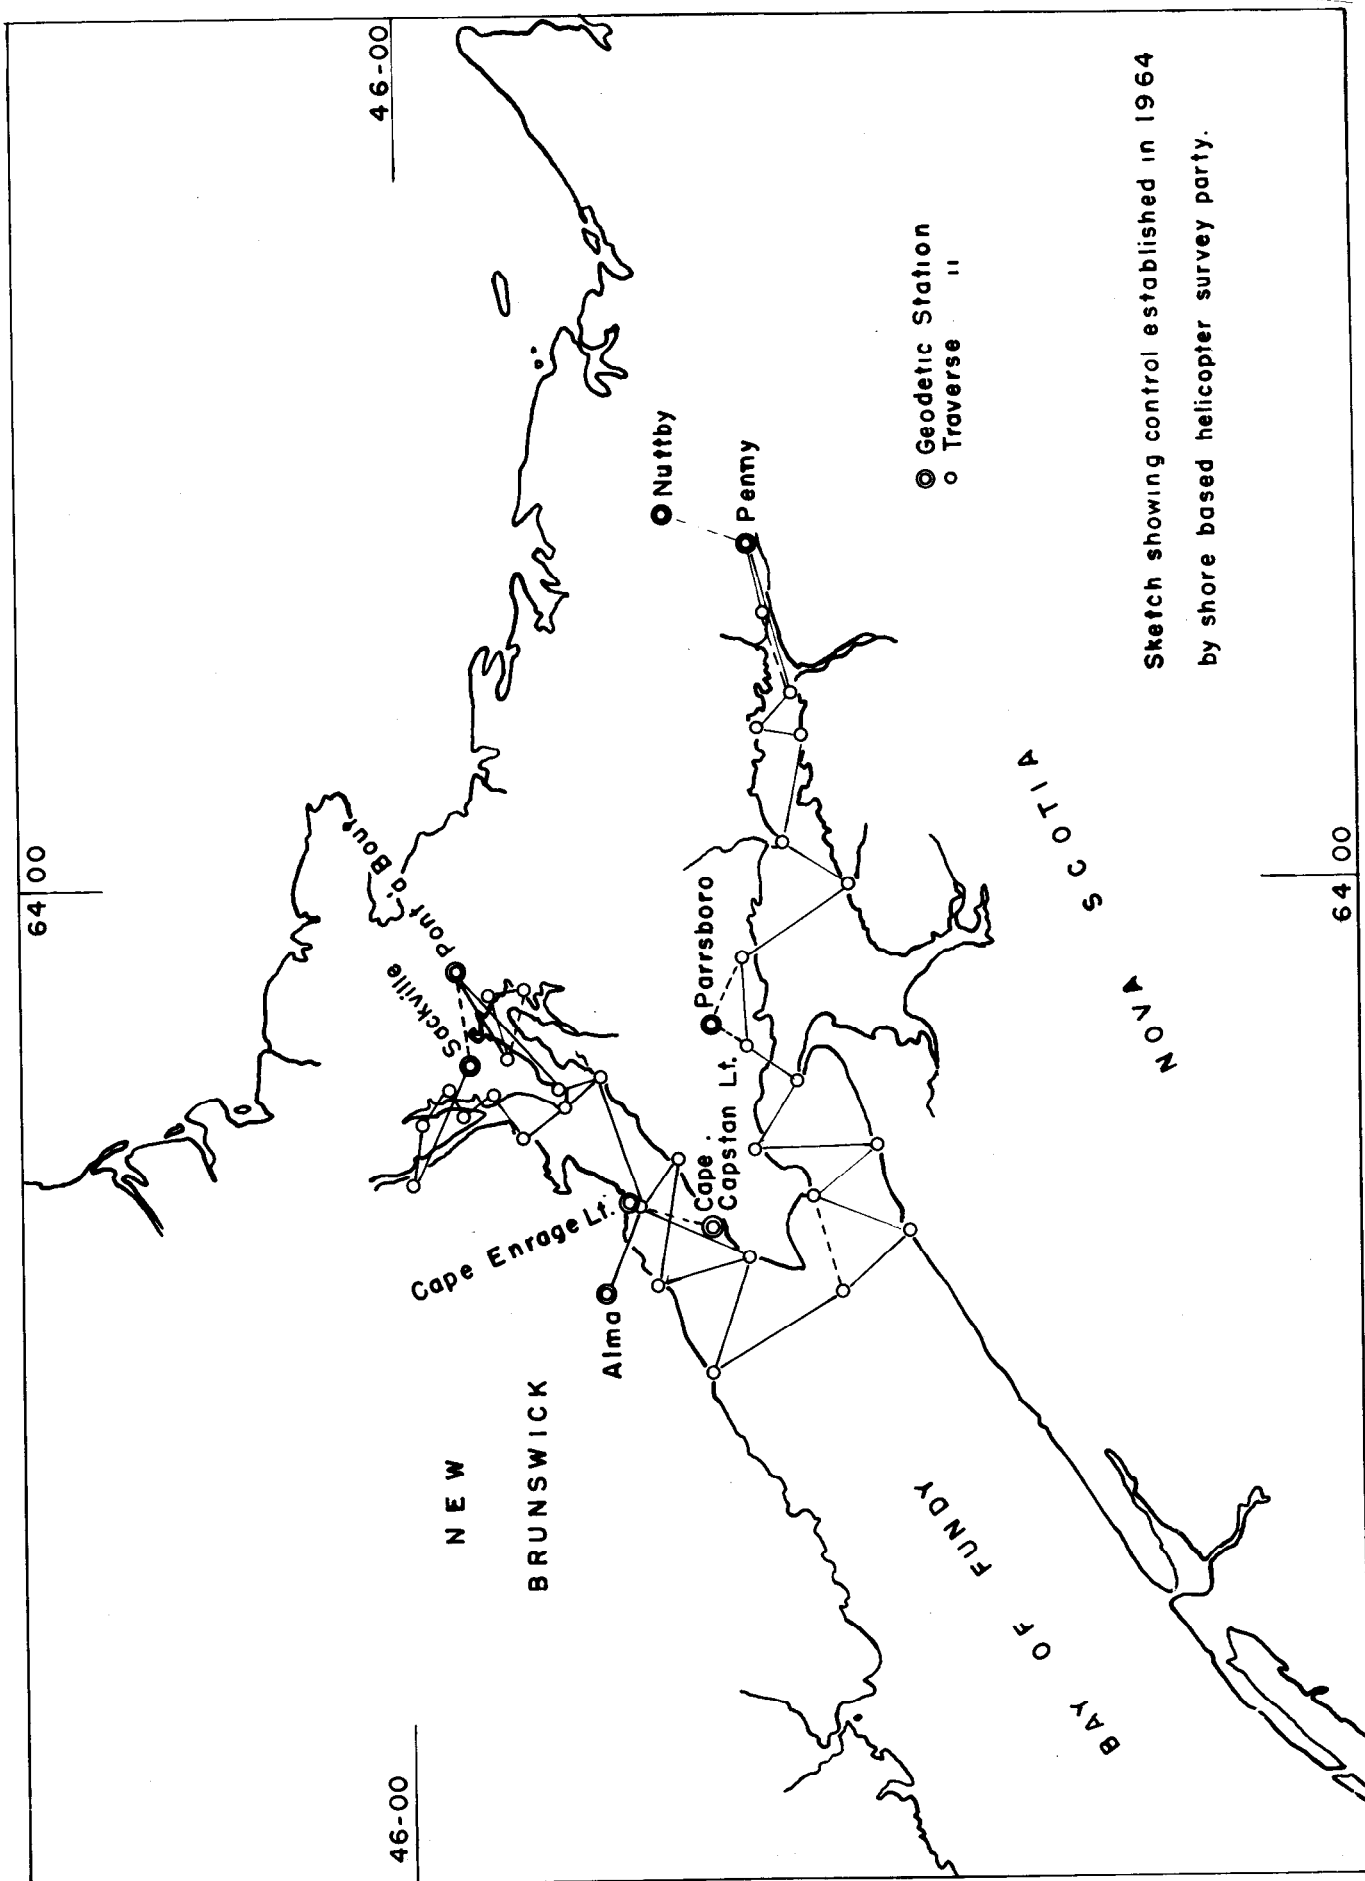 64 00
46-00
46-00
Pont
'a Bout
Sackville
Cape Enrage Lt.
Alma
Cape
Capstan Lt.
Parrsboro
Nuttby
Penny
NEW
BRUNSWICK
BAY OF FUNDY
NOVA SCOTIA
Geodetic Station
Traverse "
Sketch showing control established in 1964
by shore based helicopter survey party.
64 00